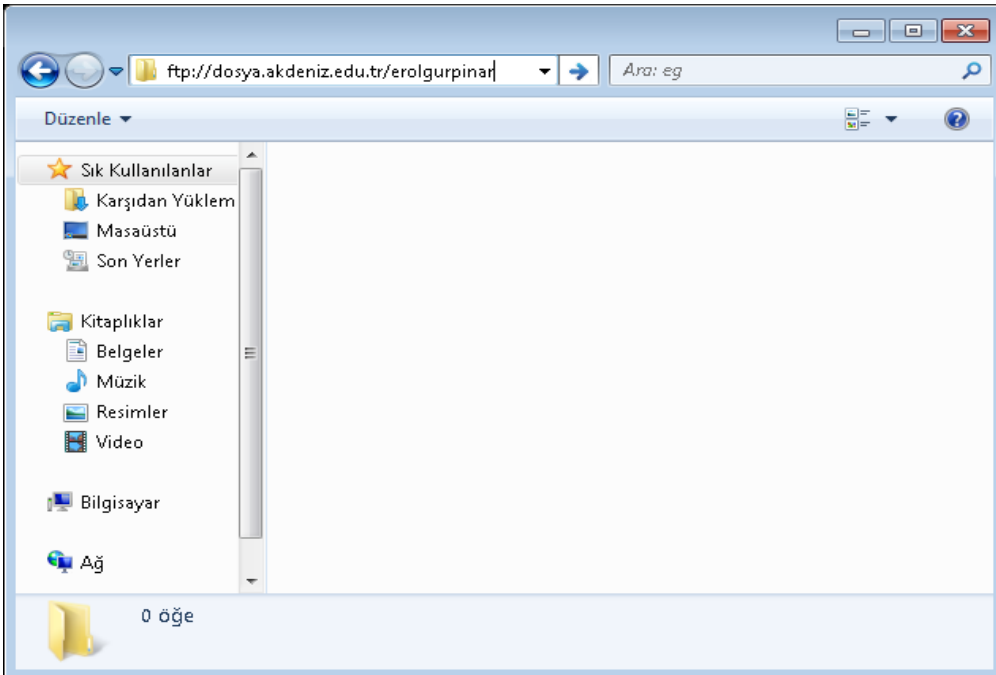 ftp://dosya.akdeniz.edu.tr/erolgurpinar
Ara: eg
Düzenle
Sık Kullanılanlar
Karşıdan Yüklem
Masaüstü
Son Yerler
Kitaplıklar
Belgeler
Müzik
Resimler
Video
Bilgisayar
Ağ
0 öğe